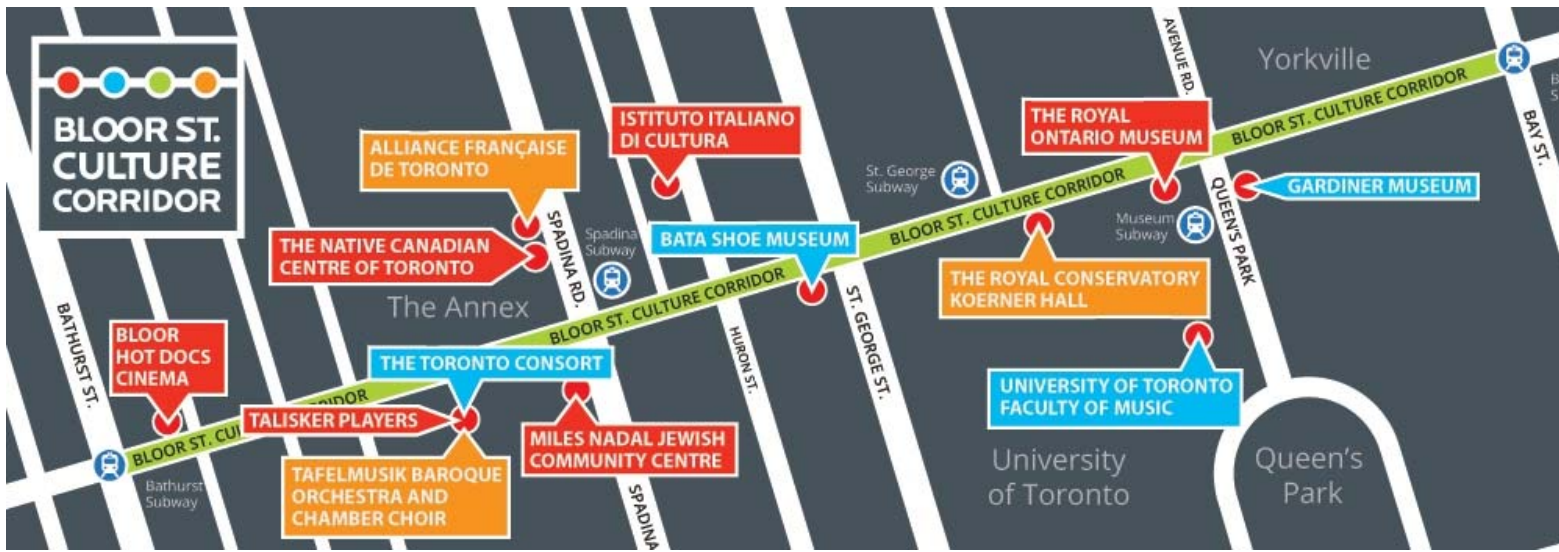 BLOOR ST.
CULTURE
CORRIDOR
ALLIANCE FRANÇAISE
DE TORONTO
THE NATIVE CANADIAN
CENTRE OF TORONTO
ISTITUTO ITALIANO
DI CULTURA
Spadina
Subway
SPADINA RD.
BATA SHOE MUSEUM
St. George
Subway
THE ROYAL
ONTARIO MUSEUM
AVENUE RD.
Yorkville
BLOOR ST. CULTURE CORRIDOR
BAY ST.
GARDINER MUSEUM
Museum
Subway
QUEEN'S PARK
BLOOR ST. CULTURE CORRIDOR
THE ROYAL CONSERVATORY
KOERNER HALL
ST. GEORGE ST.
HURON ST.
BLOOR ST. CULTURE CORRIDOR
The Annex
BATHURST ST.
BLOOR
HOT DOCS
CINEMA
THE TORONTO CONSORT
TALISKER PLAYERS
BLOOR ST. CUL
RIDOR
Bathurst
Subway
TAFELMUSIK BAROQUE
ORCHESTRA AND
CHAMBER CHOIR
MILES NADAL JEWISH
COMMUNITY CENTRE
SPADINA
UNIVERSITY OF TORONTO
FACULTY OF MUSIC
University
of Toronto
Queen's
Park